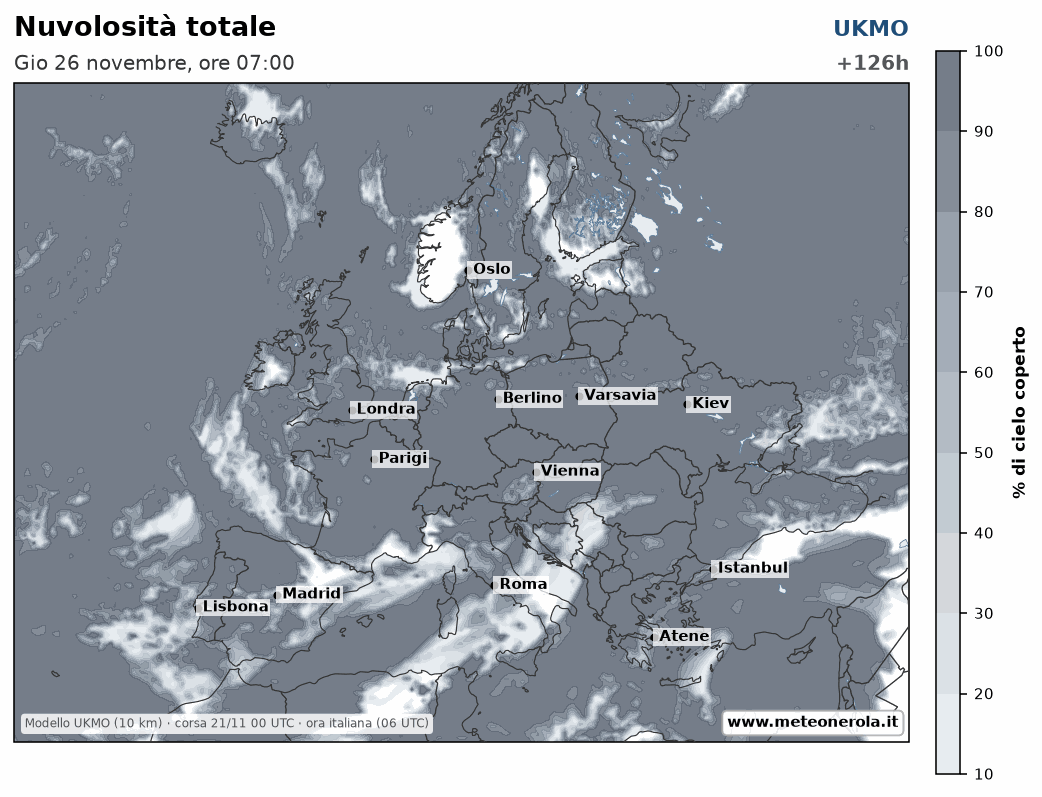 Nuvolosità totale
UKMO
Gio 26 novembre, ore 07:00
+126h
100
90
80
70
60
50
40
30
20
10
% di cielo coperto
Oslo
Berlino
Varsavia
Kiev
Londra
Parigi
Vienna
Istanbul
Roma
Madrid
Lisbona
Atene
Modello UKMO (10 km) · corsa 21/11 00 UTC · ora italiana (06 UTC)
www.meteonerola.it